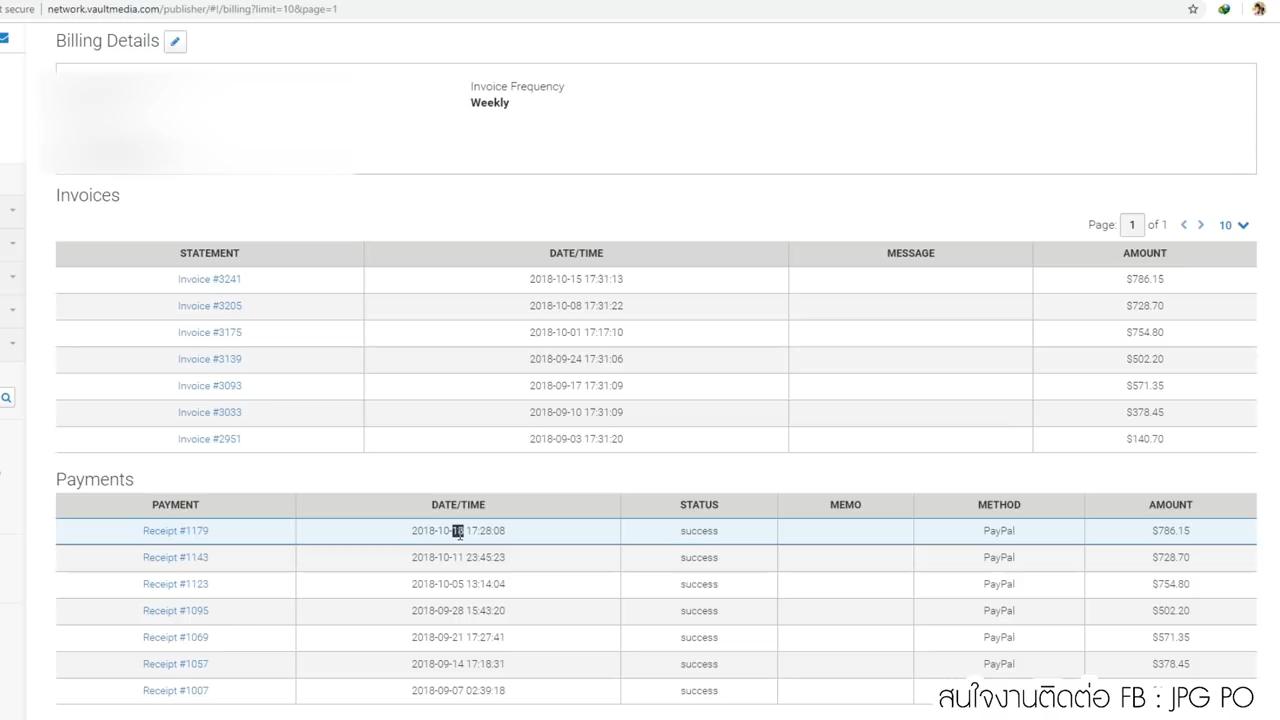 t secure network.vaultmedia.com/publisher/#!/billing?limit=10&page=1
Billing Details
Invoice Frequency
Weekly
Invoices
Page: 1 of 1 10
STATEMENT DATE/TIME MESSAGE AMOUNT
Invoice #3241 2018-10-15 17:31:13 $786.15
Invoice #3205 2018-10-08 17:31:22 $728.70
Invoice #3175 2018-10-01 17:17:10 $754.80
Invoice #3139 2018-09-24 17:31:06 $502.20
Invoice #3093 2018-09-17 17:31:09 $571.35
Invoice #3033 2018-09-10 17:31:09 $378.45
Invoice #2951 2018-09-03 17:31:20 $140.70
Payments
PAYMENT DATE/TIME STATUS MEMO METHOD AMOUNT
Receipt #1179 17:28:08 success PayPal $786.15
Receipt #1143 2018-10-11 23:45:23 success PayPal $728.70
Receipt #1123 2018-10-05 13:14:04 success PayPal $754.80
Receipt #1095 2018-09-28 15:43:20 success PayPal $502.20
Receipt #1069 2018-09-21 17:27:41 success PayPal $571.35
Receipt #1057 2018-09-14 17:18:31 success PayPal $378.45
Receipt #1007 2018-09-07 02:39:18 success
สนใจงานติดต่อ FB : JPG PO